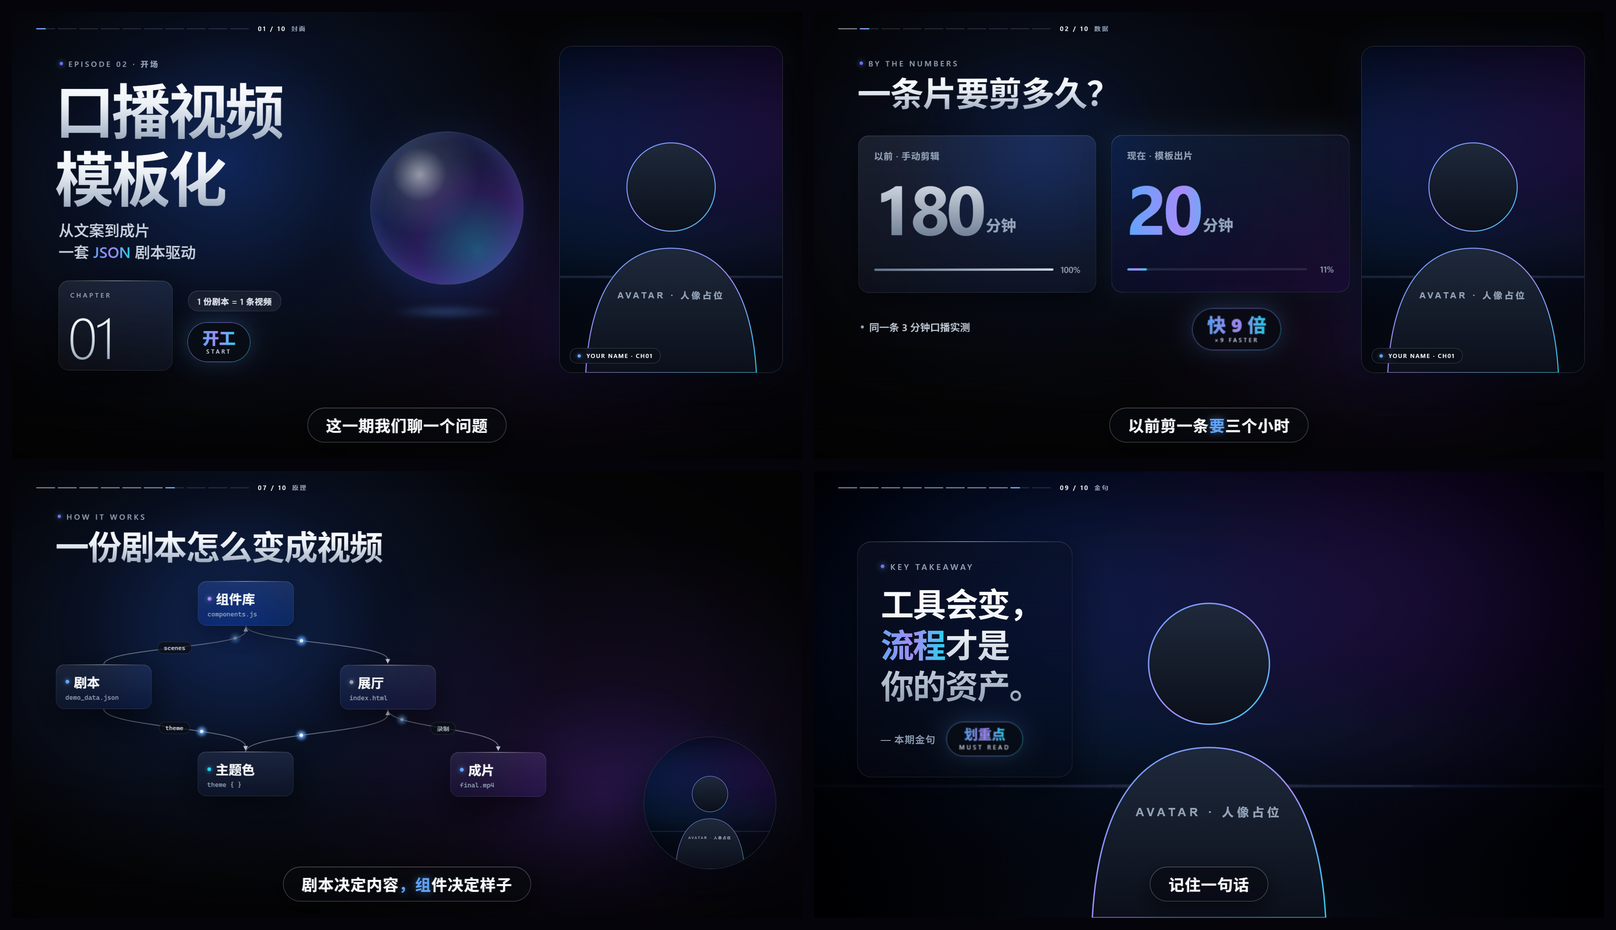 01 / 10 封面
EPISODE 02 · 开场
口播视频
模板化
从文案到成片
一套 JSON 剧本驱动
CHAPTER
01
1 份剧本 = 1 条视频
开工
START
AVATAR · 人像占位
YOUR NAME · CH01
这一期我们聊一个问题
02 / 10 数据
BY THE NUMBERS
一条片要剪多久？
以前 · 手动剪辑
180分钟
100%
现在 · 模板出片
20分钟
11%
• 同一条 3 分钟口播实测
快 9 倍
×9 FASTER
AVATAR · 人像占位
YOUR NAME · CH01
以前剪一条要三个小时
07 / 10 原理
HOW IT WORKS
一份剧本怎么变成视频
组件库
components.js
scenes
剧本
demo_data.json
展厅
index.html
theme
录制
主题色
theme { }
成片
final.mp4
AVATAR · 人像占位
剧本决定内容，组件决定样子
09 / 10 金句
KEY TAKEAWAY
工具会变，
流程才是
你的资产。
— 本期金句
划重点
MUST READ
AVATAR · 人像占位
记住一句话